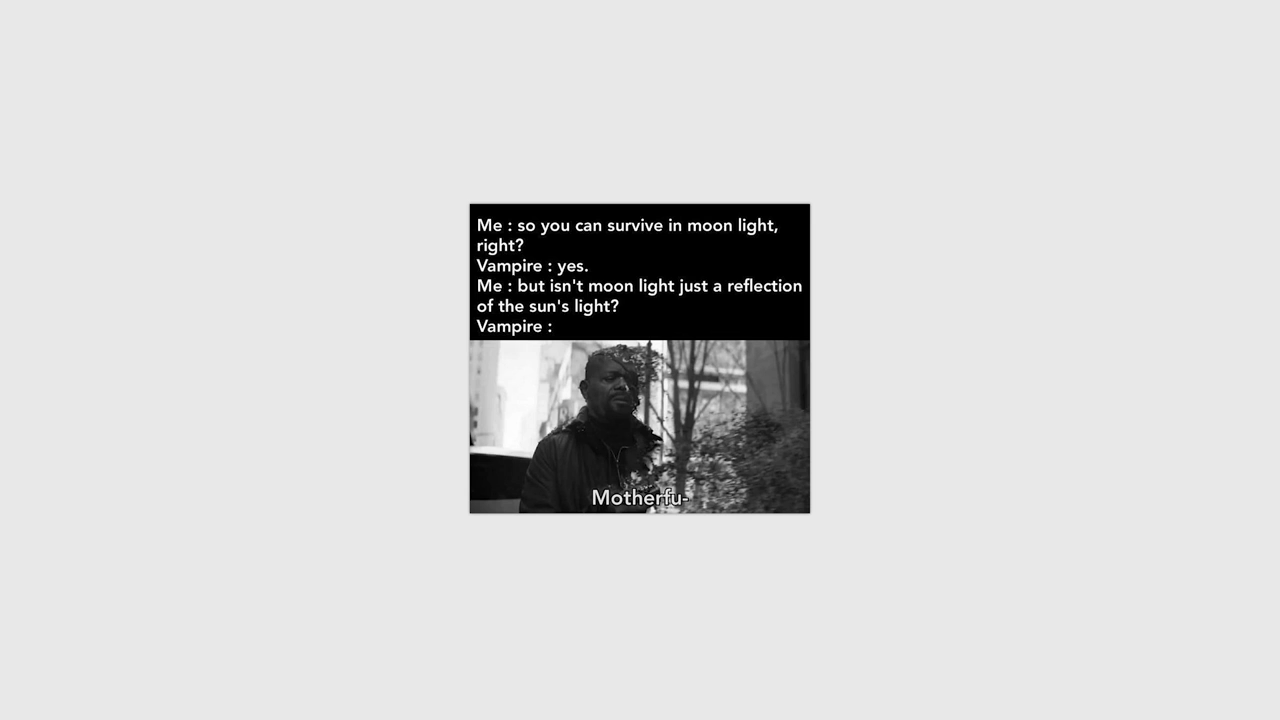 Me : so you can survive in moon light,
right?
Vampire : yes.
Me : but isn't moon light just a reflection
of the sun's light?
Vampire :
Motherfu-